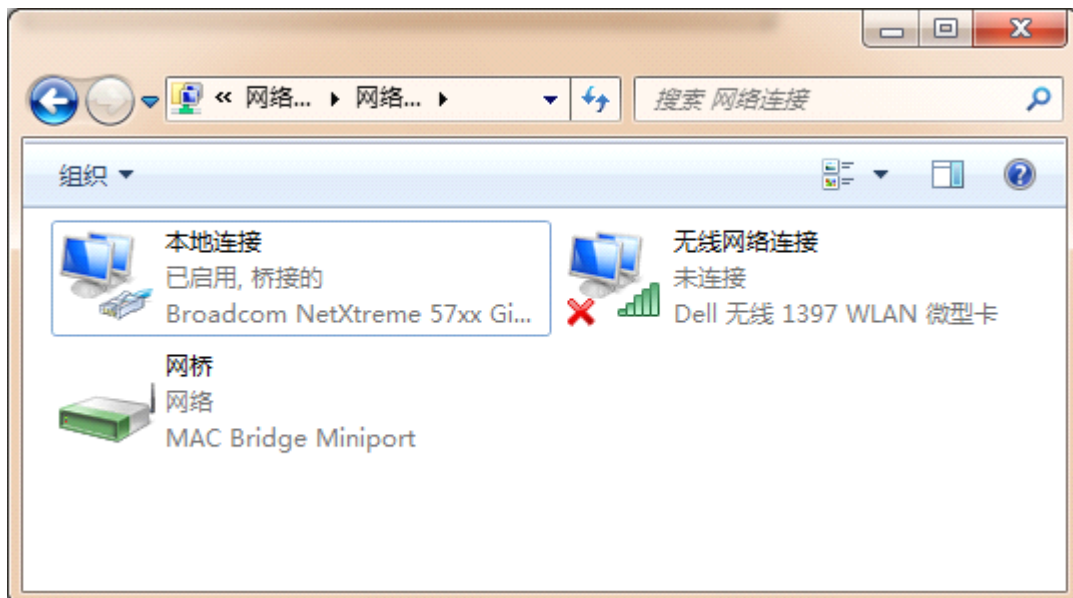 « 网络... ▸ 网络... ▸
搜索 网络连接
组织
本地连接
已启用, 桥接的
Broadcom NetXtreme 57xx Gi...
无线网络连接
未连接
Dell 无线 1397 WLAN 微型卡
网桥
网络
MAC Bridge Miniport